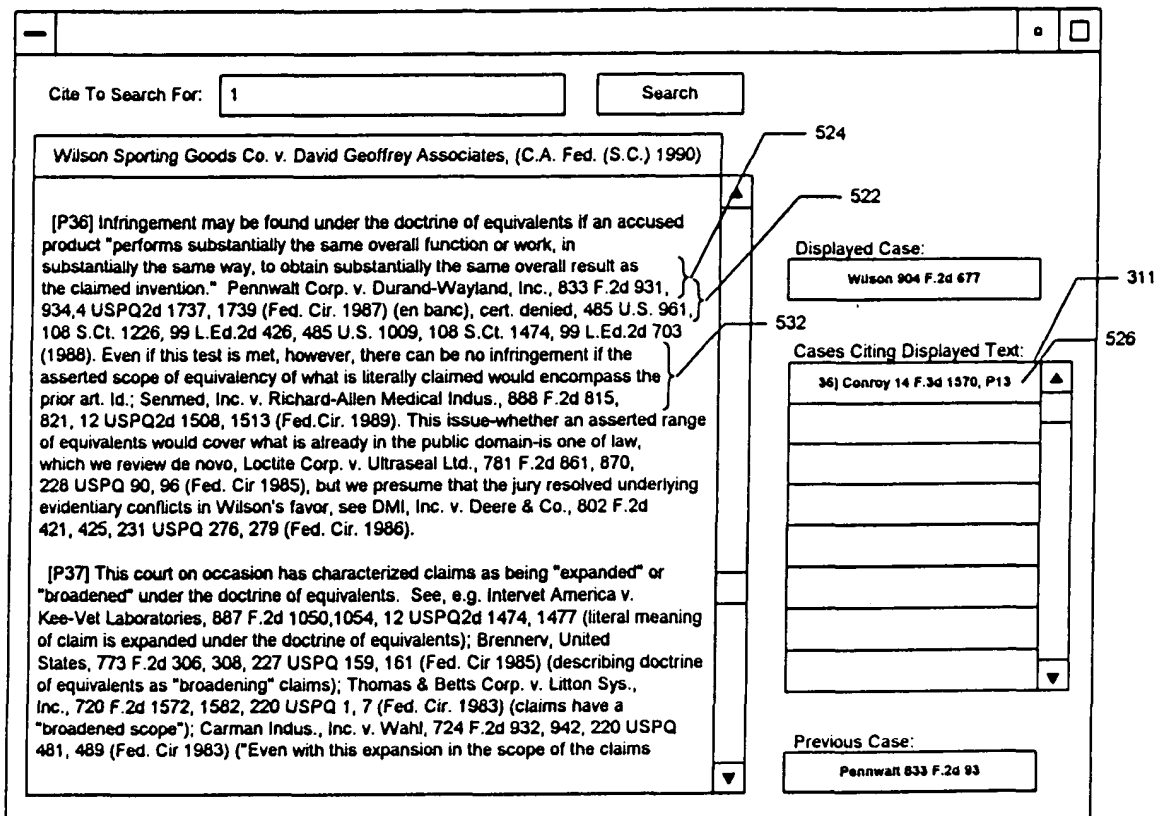 Cite To Search For: 1 Search
Wilson Sporting Goods Co. v. David Geoffrey Associates, (C.A. Fed. (S.C.) 1990)
524
522
[P36] Infringement may be found under the doctrine of equivalents if an accused
product "performs substantially the same overall function or work, in
substantially the same way, to obtain substantially the same overall result as
the claimed invention." Pennwalt Corp. v. Durand-Wayland, Inc., 833 F.2d 931,
934,4 USPQ2d 1737, 1739 (Fed. Cir. 1987) (en banc), cert. denied, 485 U.S. 961,
108 S.Ct. 1226, 99 L.Ed.2d 426, 485 U.S. 1009, 108 S.Ct. 1474, 99 L.Ed.2d 703
(1988). Even if this test is met, however, there can be no infringement if the
asserted scope of equivalency of what is literally claimed would encompass the
prior art. Id.; Senmed, Inc. v. Richard-Allen Medical Indus., 888 F.2d 815,
821, 12 USPQ2d 1508, 1513 (Fed.Cir. 1989). This issue-whether an asserted range
of equivalents would cover what is already in the public domain-is one of law,
which we review de novo, Loctite Corp. v. Ultraseal Ltd., 781 F.2d 861, 870,
228 USPQ 90, 96 (Fed. Cir 1985), but we presume that the jury resolved underlying
evidentiary conflicts in Wilson's favor, see DMI, Inc. v. Deere & Co., 802 F.2d
421, 425, 231 USPQ 276, 279 (Fed. Cir. 1986).
[P37] This court on occasion has characterized claims as being "expanded" or
"broadened" under the doctrine of equivalents. See, e.g. Intervet America v.
Kee-Vet Laboratories, 887 F.2d 1050,1054, 12 USPQ2d 1474, 1477 (literal meaning
of claim is expanded under the doctrine of equivalents); Brennerv, United
States, 773 F.2d 306, 308, 227 USPQ 159, 161 (Fed. Cir 1985) (describing doctrine
of equivalents as "broadening" claims); Thomas & Betts Corp. v. Litton Sys.,
Inc., 720 F.2d 1572, 1582, 220 USPQ 1, 7 (Fed. Cir. 1983) (claims have a
"broadened scope"); Carman Indus., Inc. v. Wahl, 724 F.2d 932, 942, 220 USPQ
481, 489 (Fed. Cir 1983) ("Even with this expansion in the scope of the claims
Displayed Case:
Wilson 904 F.2d 677
311
532
526
Cases Citing Displayed Text:
36) Conroy 14 F.3d 1570, P13
Previous Case:
Pennwalt 833 F.2d 93